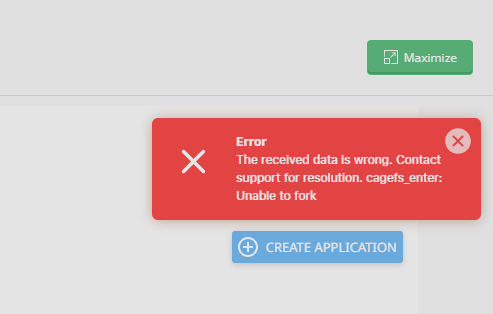 Maximize
Error
The received data is wrong. Contact
support for resolution. cagefs_enter:
Unable to fork
CREATE APPLICATION